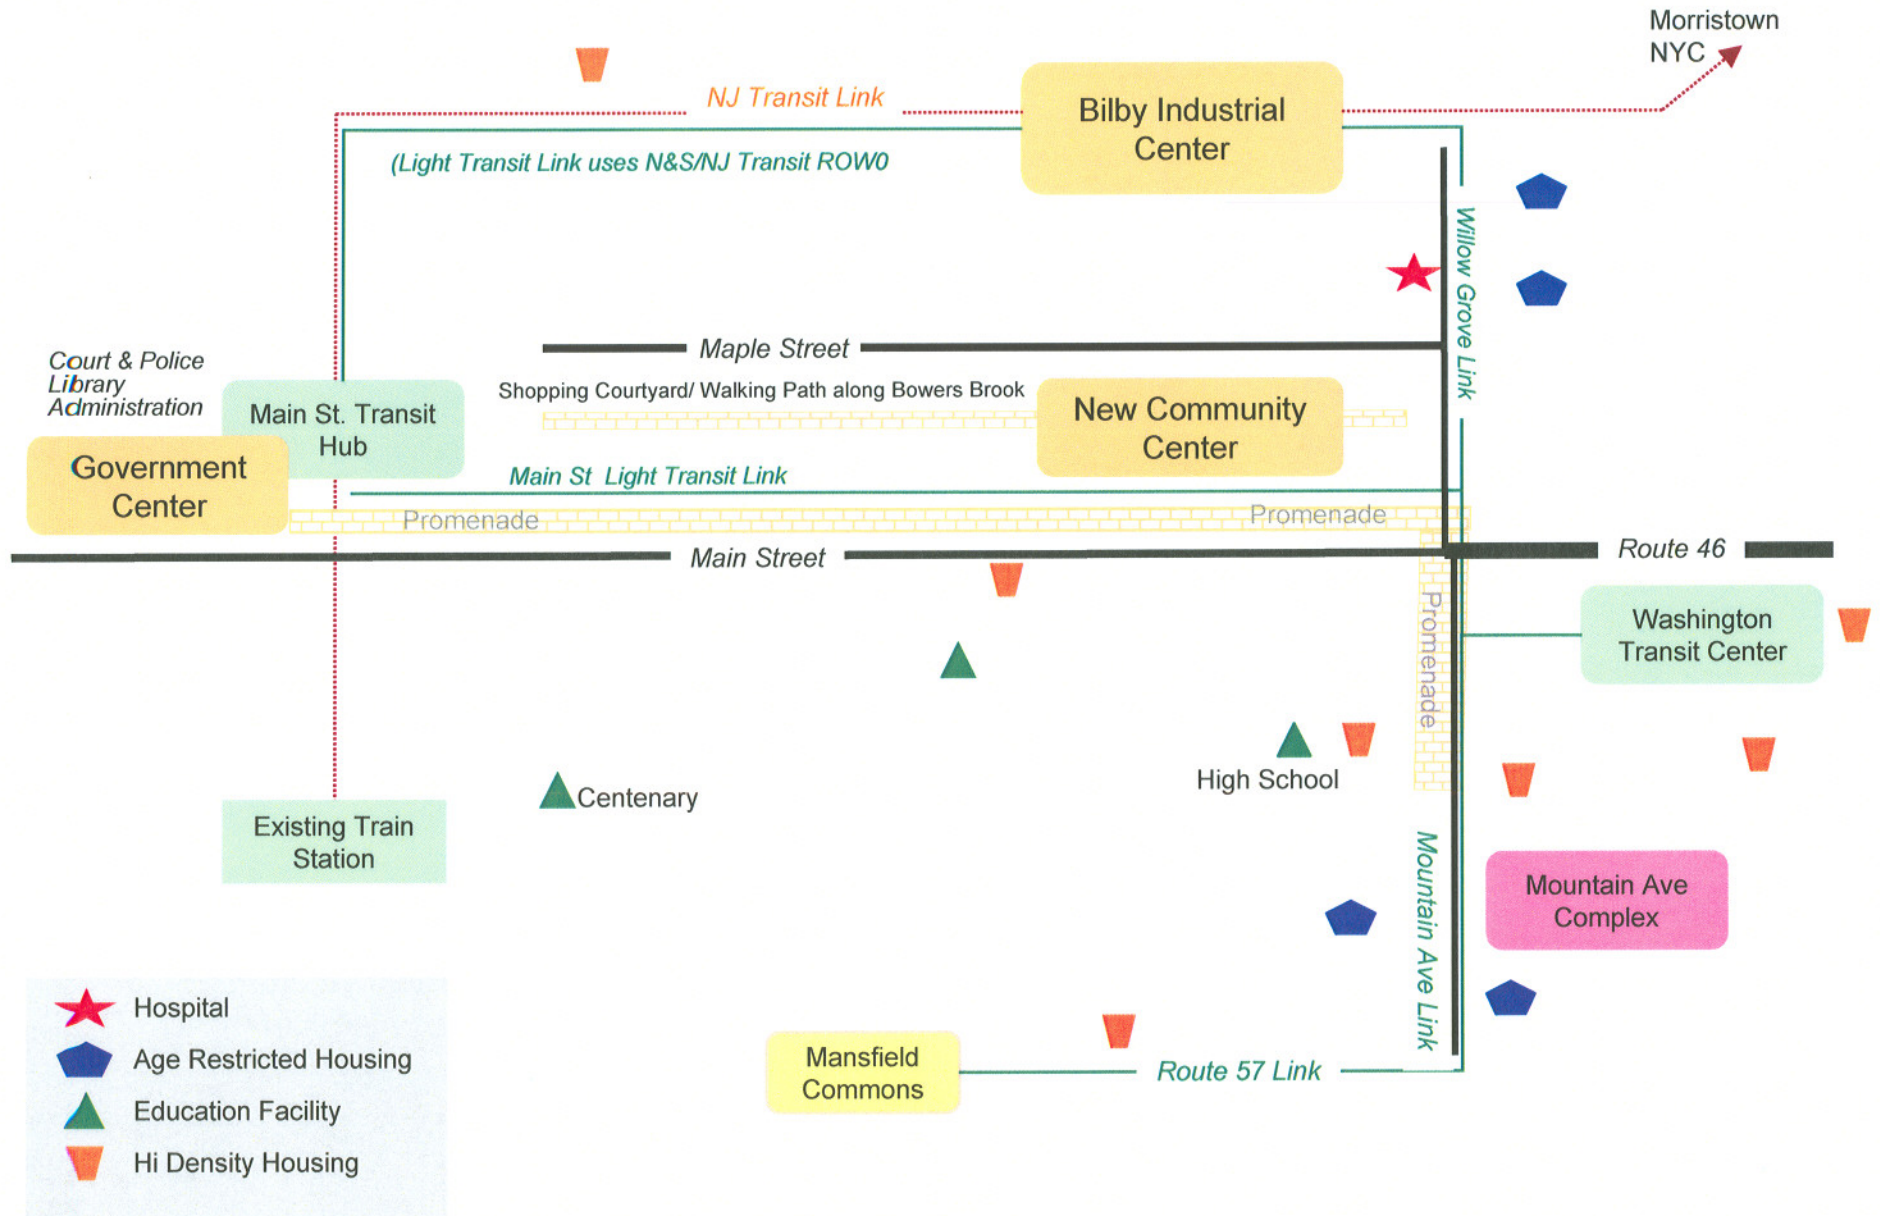 Morristown
NYC
NJ Transit Link
Bilby Industrial
Center
(Light Transit Link uses N&S/NJ Transit ROW0
Willow Grove Link
Maple Street
Court & Police
Library
Administration
Shopping Courtyard/ Walking Path along Bowers Brook
Main St. Transit
Hub
New Community
Center
Government
Center
Main St Light Transit Link
Promenade
Promenade
Main Street
Route 46
Promenade
Washington
Transit Center
High School
Centenary
Existing Train
Station
Mountain Ave Link
Mountain Ave
Complex
Mansfield
Commons
Route 57 Link
Hospital
Age Restricted Housing
Education Facility
Hi Density Housing